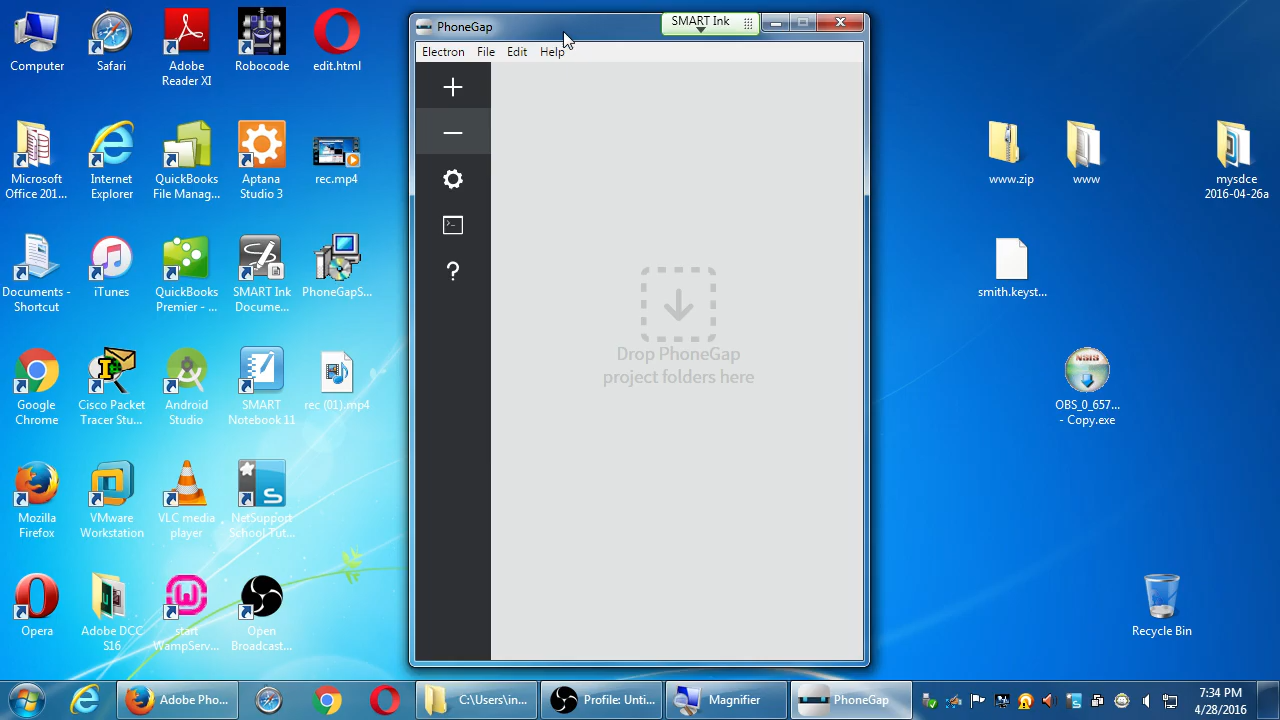 PhoneGap
SMART Ink
Electron File Edit Help
Drop PhoneGap
project folders here
Computer
Safari
Adobe
Reader XI
Robocode
edit.html
Microsoft
Office 201...
Internet
Explorer
QuickBooks
File Manag...
Aptana
Studio 3
rec.mp4
Documents -
Shortcut
iTunes
QuickBooks
Premier - ...
SMART Ink
Docume...
PhoneGapS...
Google
Chrome
Cisco Packet
Tracer Stu...
Android
Studio
SMART
Notebook 11
rec (01).mp4
Mozilla
Firefox
VMware
Workstation
VLC media
player
NetSupport
School Tut...
Opera
Adobe DCC
S16
start
WampServ...
Open
Broadcast...
www.zip
www
mysdce
2016-04-26a
smith.keyst...
OBS_0_657...
- Copy.exe
Recycle Bin
Adobe Pho...
C:\Users\in...
Profile: Unti...
Magnifier
PhoneGap
7:34 PM
4/28/2016